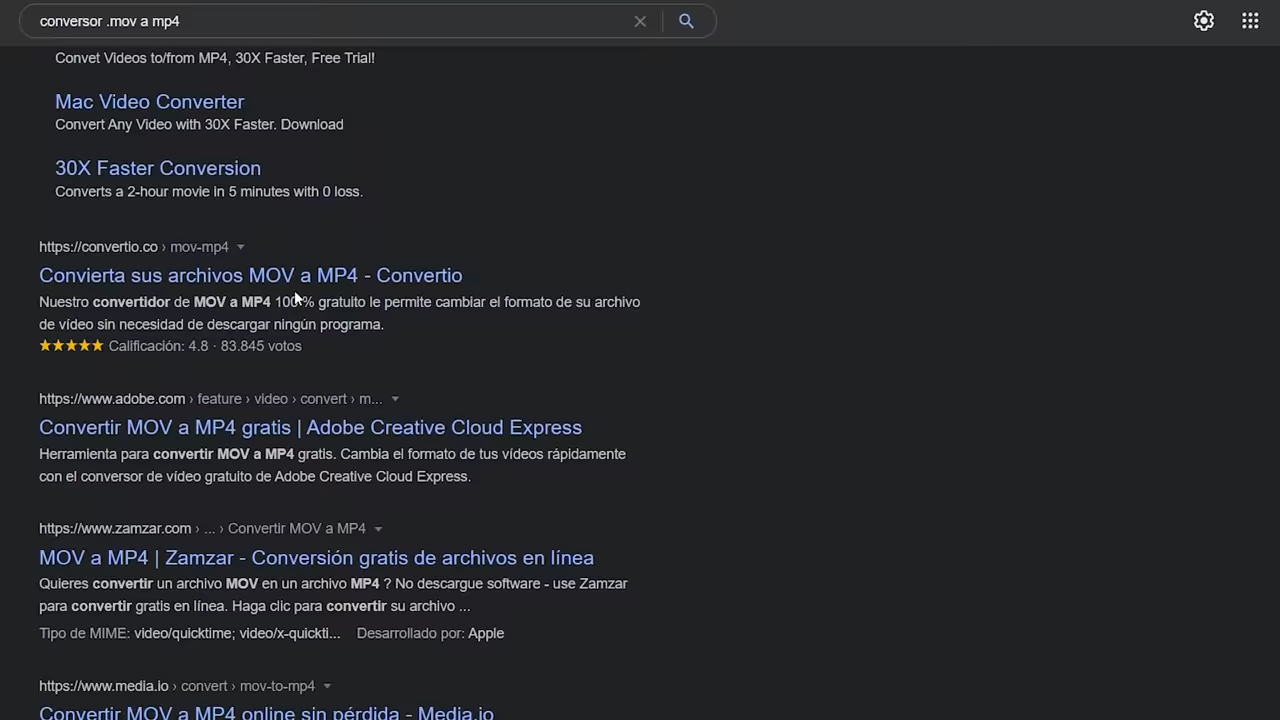 conversor .mov a mp4
Convet Videos to/from MP4, 30X Faster, Free Trial!
Mac Video Converter
Convert Any Video with 30X Faster. Download
30X Faster Conversion
Converts a 2-hour movie in 5 minutes with 0 loss.
https://convertio.co › mov-mp4
Convierta sus archivos MOV a MP4 - Convertio
Nuestro convertidor de MOV a MP4 100% gratuito le permite cambiar el formato de su archivo
de vídeo sin necesidad de descargar ningún programa.
Calificación: 4.8 · 83.845 votos
https://www.adobe.com › feature › video › convert › m...
Convertir MOV a MP4 gratis | Adobe Creative Cloud Express
Herramienta para convertir MOV a MP4 gratis. Cambia el formato de tus vídeos rápidamente
con el conversor de vídeo gratuito de Adobe Creative Cloud Express.
https://www.zamzar.com › ... › Convertir MOV a MP4
MOV a MP4 | Zamzar - Conversión gratis de archivos en línea
Quieres convertir un archivo MOV en un archivo MP4 ? No descargue software - use Zamzar
para convertir gratis en línea. Haga clic para convertir su archivo ...
Tipo de MIME: video/quicktime; video/x-quickti... Desarrollado por: Apple
https://www.media.io › convert › mov-to-mp4
Convertir MOV a MP4 online sin pérdida - Media.io